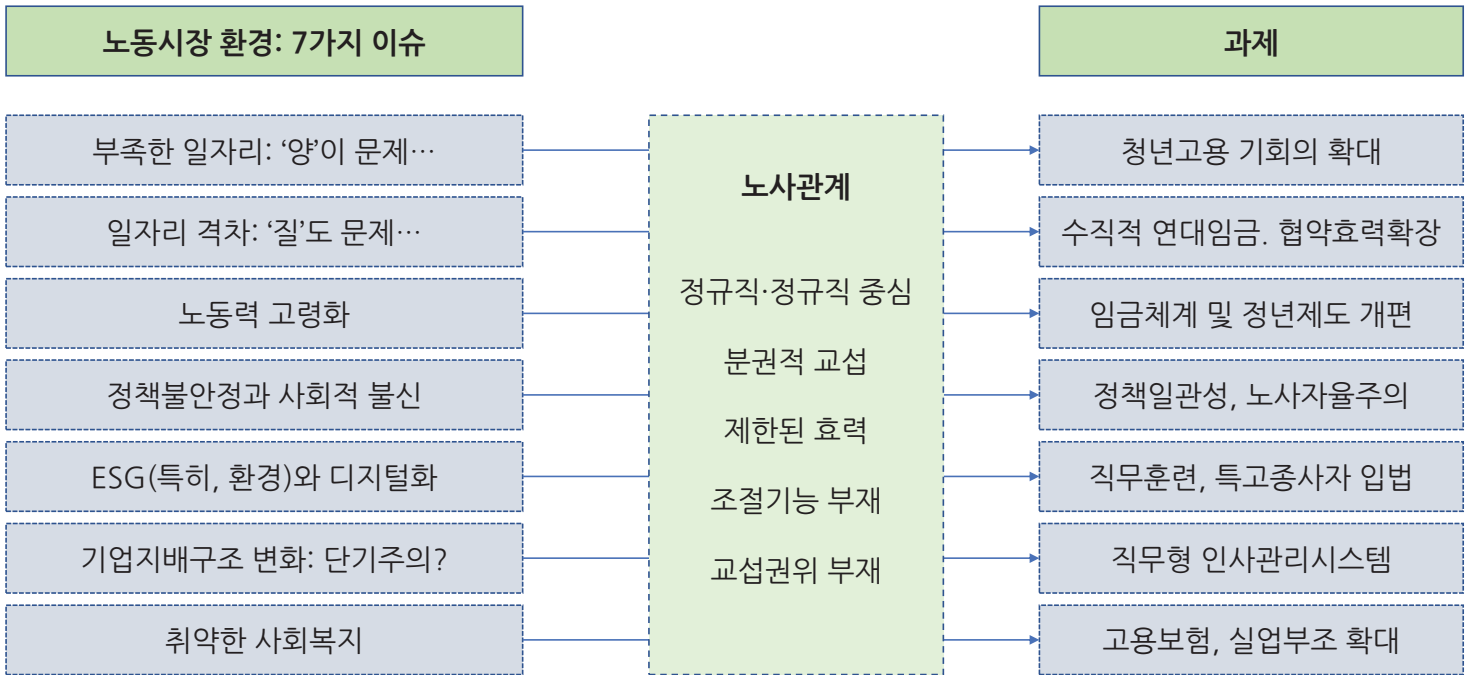 노동시장 환경: 7가지 이슈
과제
부족한 일자리: ‘양’이 문제…
일자리 격차: ‘질’도 문제…
노동력 고령화
정책불안정과 사회적 불신
ESG(특히, 환경)와 디지털화
기업지배구조 변화: 단기주의?
취약한 사회복지
노사관계
정규직·정규직 중심
분권적 교섭
제한된 효력
조절기능 부재
교섭권위 부재
청년고용 기회의 확대
수직적 연대임금. 협약효력확장
임금체계 및 정년제도 개편
정책일관성, 노사자율주의
직무훈련, 특고종사자 입법
직무형 인사관리시스템
고용보험, 실업부조 확대